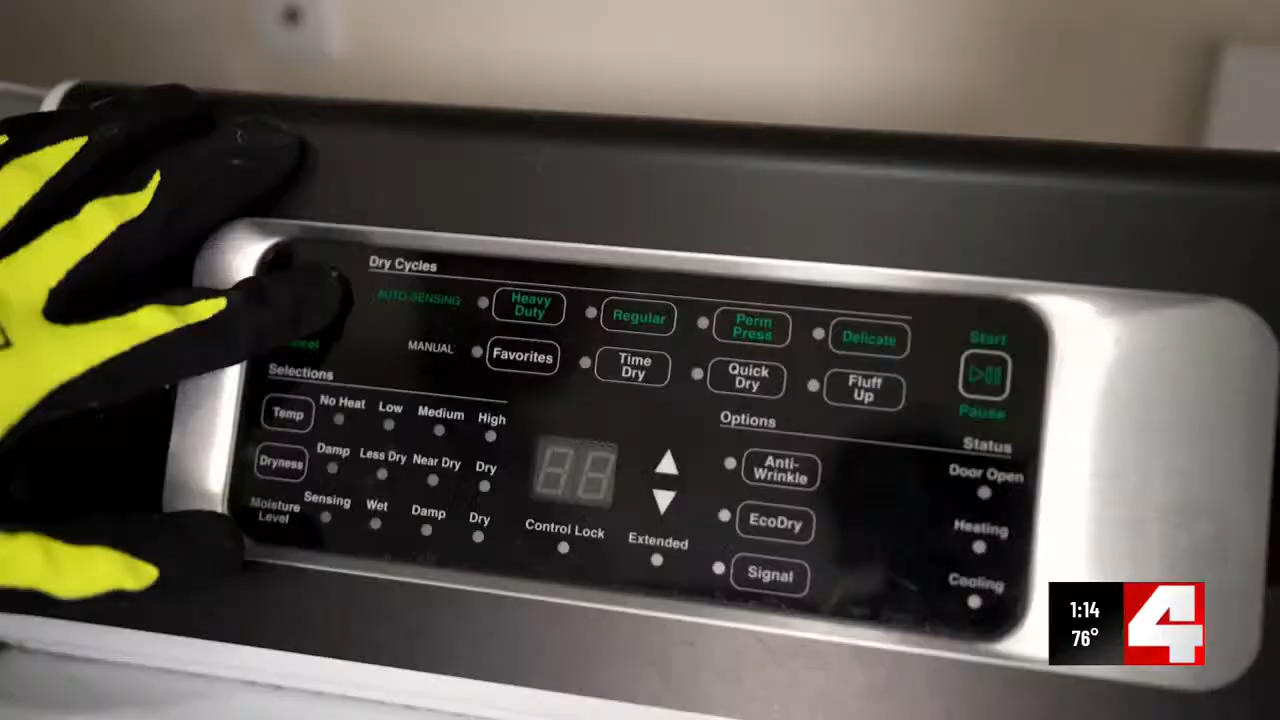 Dry Cycles
AUTO-SENSING
Heavy
Duty
Regular
Perm
Press
Delicate
MANUAL
Favorites
Time
Dry
Quick
Dry
Fluff
Up
Start
Pause
Selections
Temp
No Heat
Low
Medium
High
Dryness
Damp
Less Dry
Near Dry
Dry
Moisture
Level
Sensing
Wet
Damp
Dry
88
Control Lock
Extended
Options
Anti-
Wrinkle
EcoDry
Signal
Status
Door Open
Heating
Cooling
1:14
76°
4